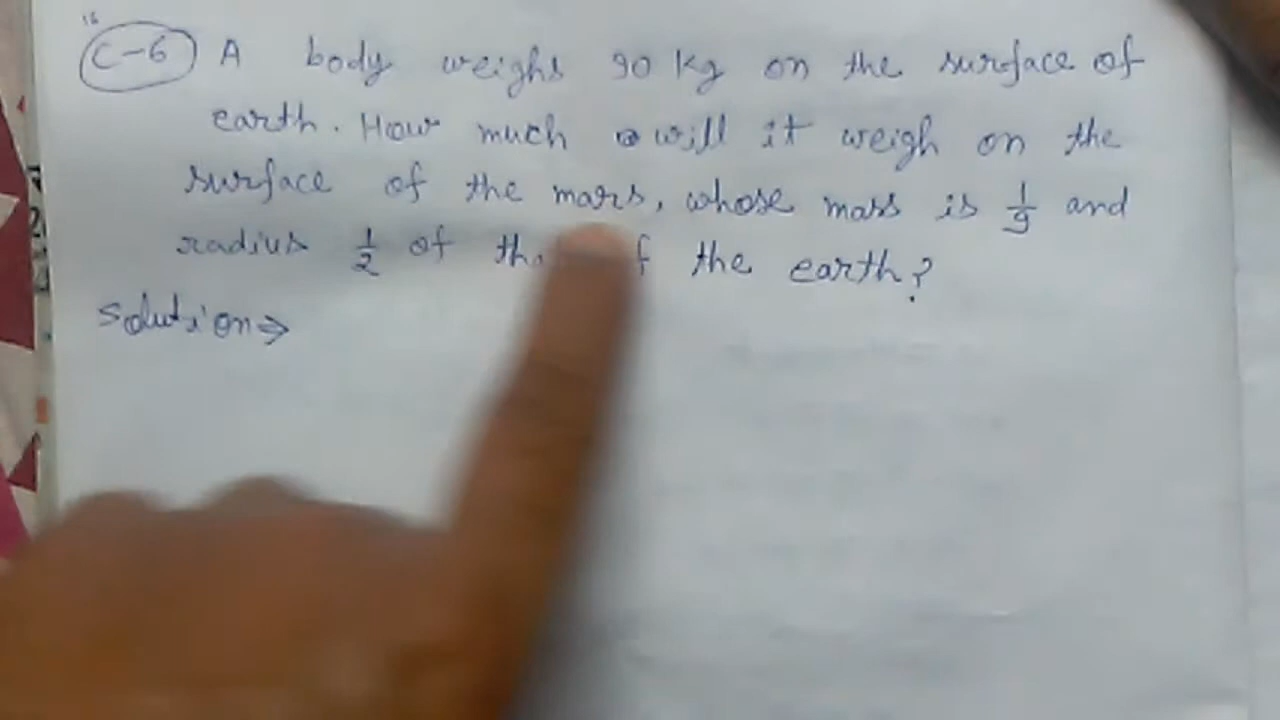 16
C-6 A body weighs 90 kg on the surface of
earth. How much will it weigh on the
surface of the mars, whose mass is 1/9 and
radius 1/2 of the earth?
Solution ⇒